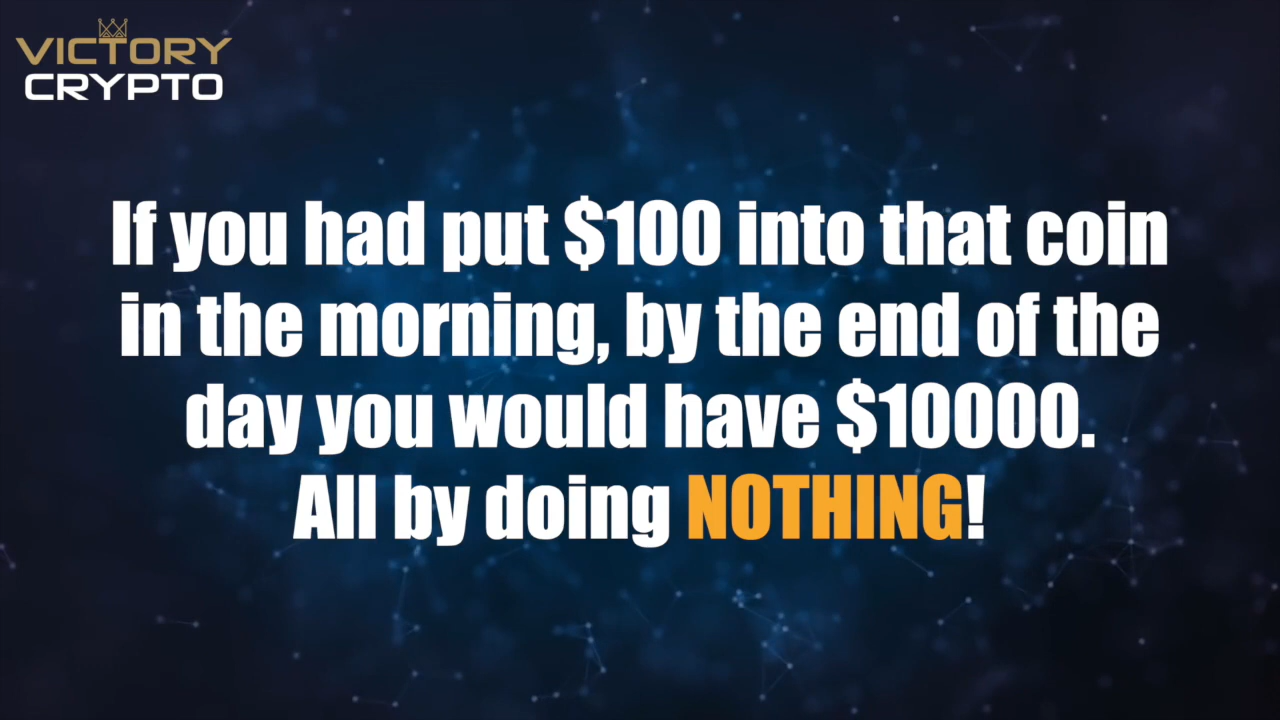 VICTORY
CRYPTO
If you had put $100 into that coin
in the morning, by the end of the
day you would have $10000.
All by doing NOTHING!